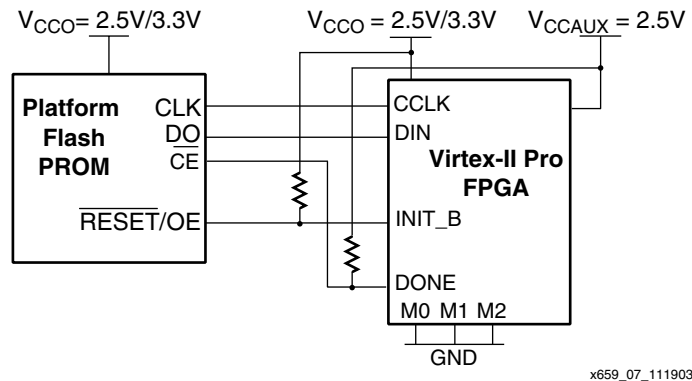 VCCO= 2.5V/3.3V
VCCO = 2.5V/3.3V
VCCAUX = 2.5V
Platform
Flash
PROM
CLK
DO
CE
RESET/OE
CCLK
DIN
Virtex-II Pro
FPGA
INIT_B
DONE
M0 M1 M2
GND
x659_07_111903